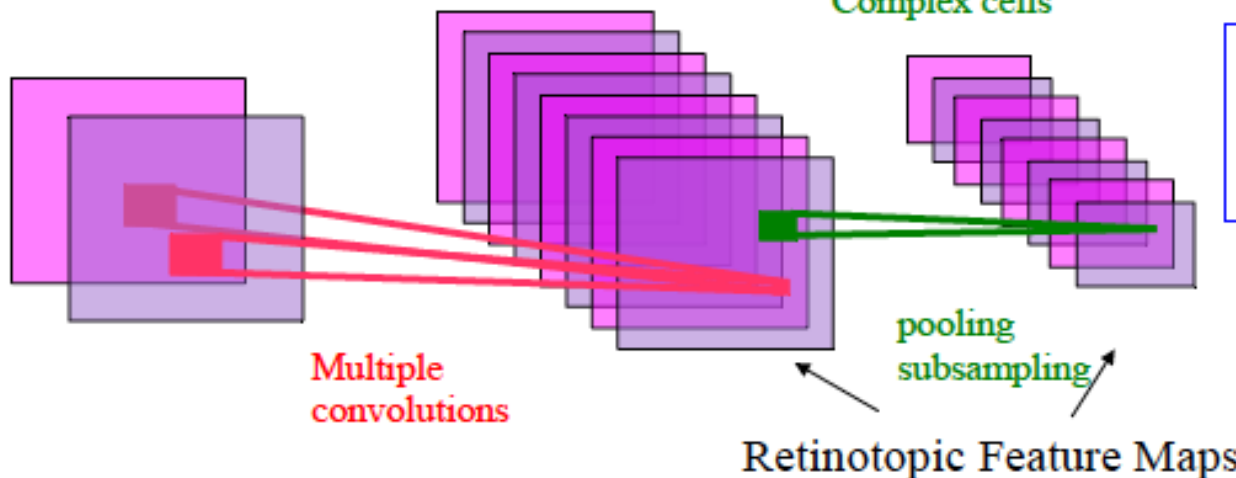 Complex cells
Multiple
convolutions
pooling
subsampling
Retinotopic Feature Maps